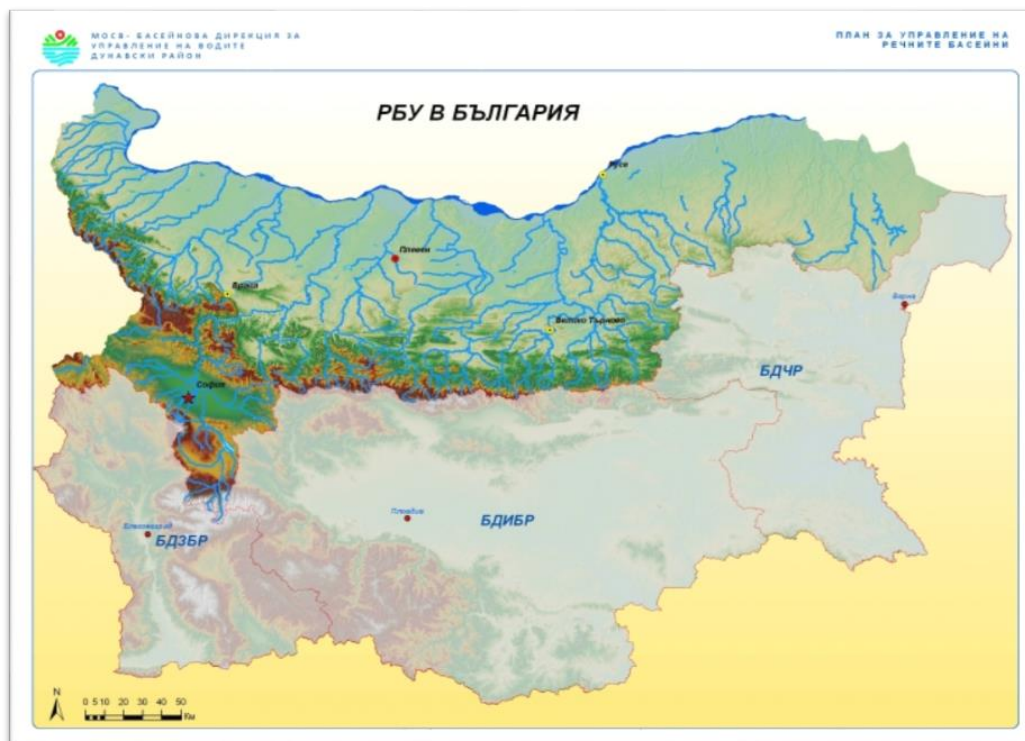 МОСВ- БАСЕЙНОВА ДИРЕКЦИЯ ЗА
УПРАВЛЕНИЕ НА ВОДИТЕ
ДУНАВСКИ РАЙОН
ПЛАН ЗА УПРАВЛЕНИЕ НА
РЕЧНИТЕ БАСЕЙНИ
РБУ В БЪЛГАРИЯ
Русе
Плевен
Враца
Варна
Велико Търново
БДЧР
София
Пловдив
БДИБР
Благоевград
БДЗБР
N
0 5 10 20 30 40 50
Км